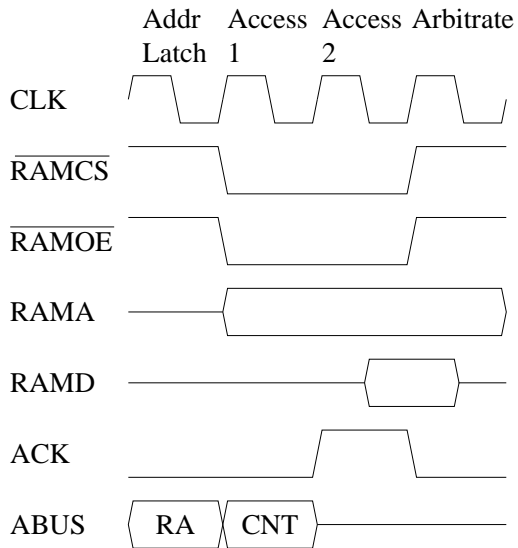 Addr Access Access Arbitrate
Latch 1 2
CLK
RAMCS
RAMOE
RAMA
RAMD
ACK
ABUS RA CNT